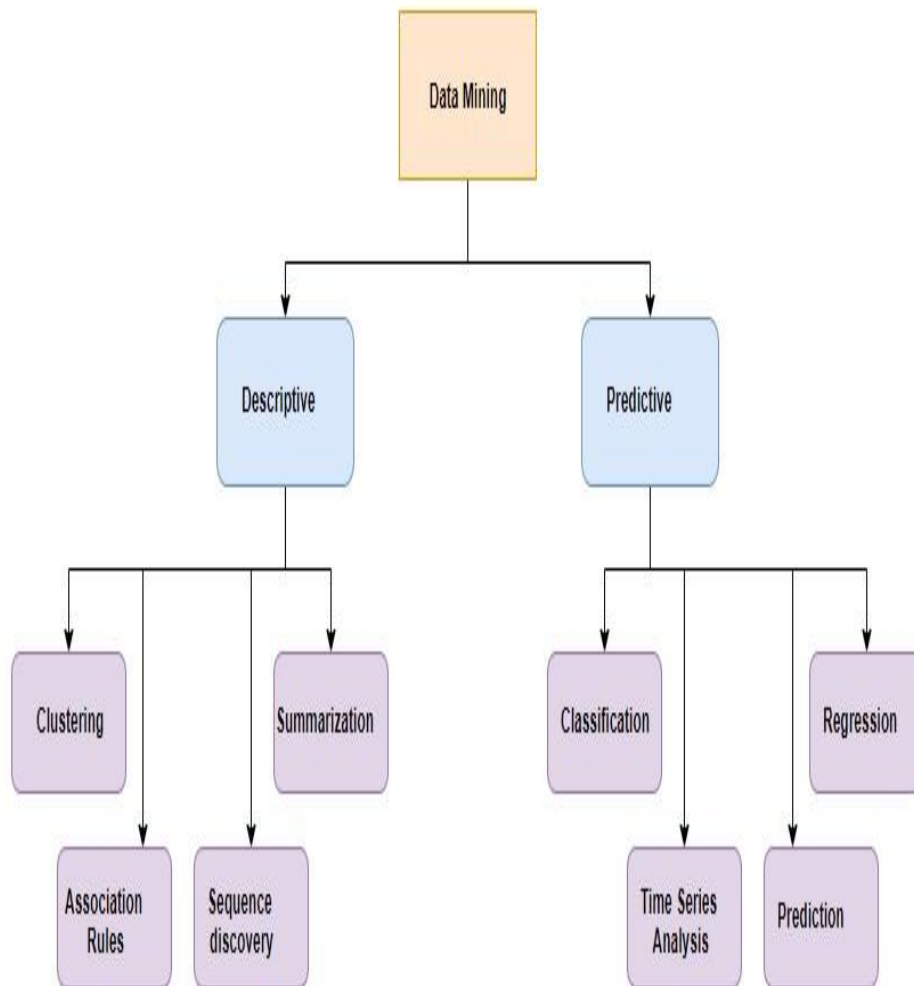 Data Mining
Descriptive
Predictive
Clustering
Summarization
Classification
Regression
Association
Rules
Sequence
discovery
Time Series
Analysis
Prediction